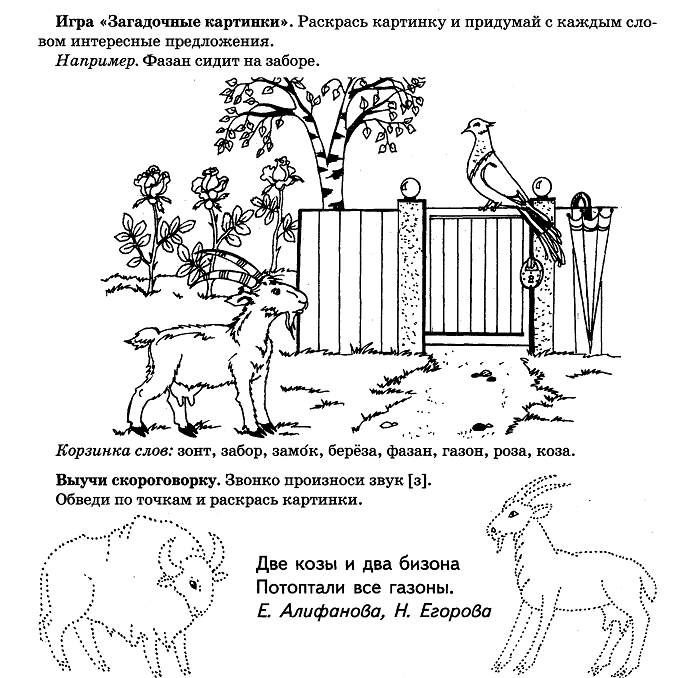 Игра «Загадочные картинки». Раскрась картинку и придумай с каждым сло-
вом интересные предложения.
Например. Фазан сидит на заборе.
Корзинка слов: зонт, забор, замо́к, берёза, фазан, газон, роза, коза.
Выучи скороговорку. Звонко произноси звук [з].
Обведи по точкам и раскрась картинки.
Две козы и два бизона
Потоптали все газоны.
Е. Алифанова, Н. Егорова